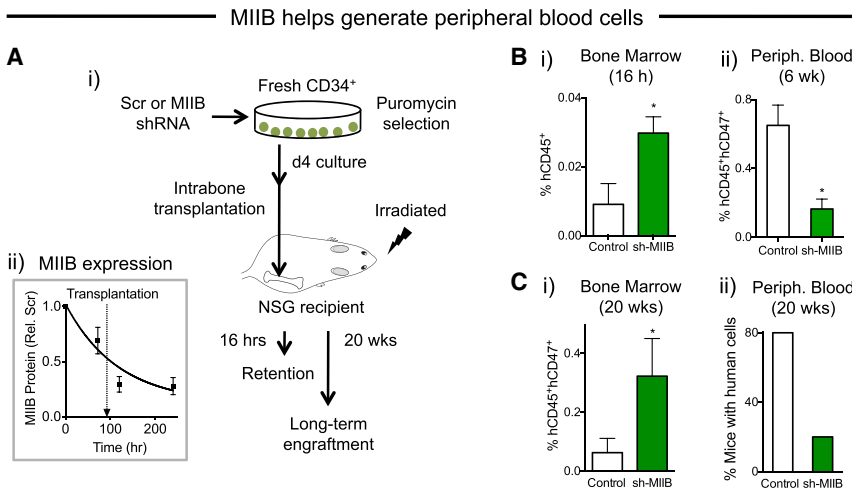 MIIB helps generate peripheral blood cells
A
i)
Fresh CD34+
Scr or MIIB
shRNA
Puromycin
selection
d4 culture
Intrabone
transplantation
Irradiated
NSG recipient
16 hrs
20 wks
Retention
Long-term
engraftment
ii) MIIB expression
Transplantation
MIIB Protein (Rel. Scr)
1.0
0.5
0.0
0 100 200
Time (hr)
B
i) Bone Marrow
(16 h)
% hCD45+
0.04
0.02
0.00
*
Control sh-MIIB
ii) Periph. Blood
(6 wk)
% hCD45+hCD47+
0.8
0.4
0.0
*
Control sh-MIIB
C
i) Bone Marrow
(20 wks)
% hCD45+hCD47+
0.4
0.2
0.0
*
Control sh-MIIB
ii) Periph. Blood
(20 wks)
% Mice with human cells
80
40
0
Control sh-MIIB